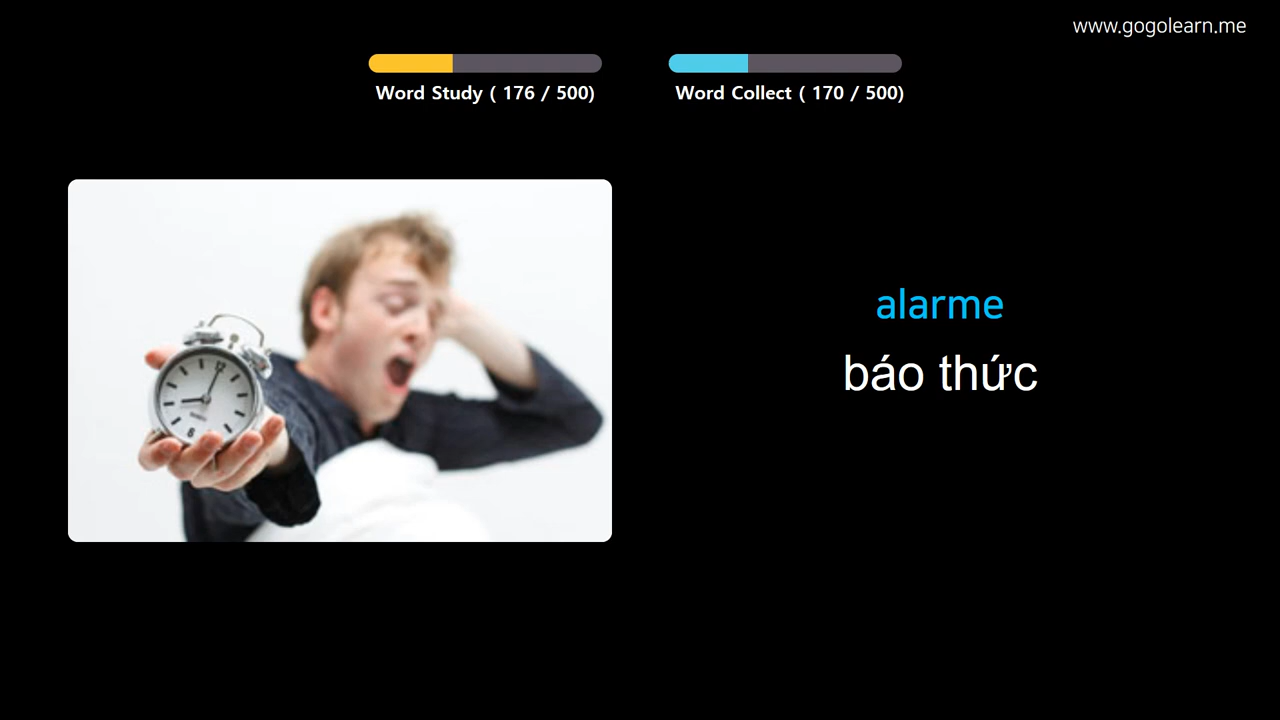 www.gogolearn.me
Word Study ( 176 / 500)
Word Collect ( 170 / 500)
alarme
báo thức